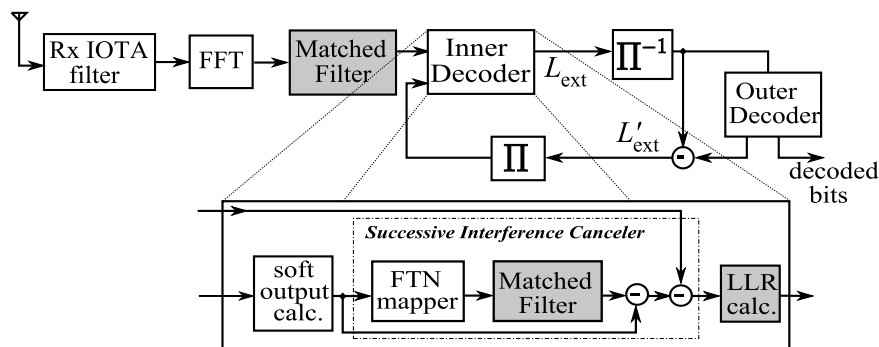 Rx IOTA
filter
FFT
Matched
Filter
Inner
Decoder
L_ext
Π⁻¹
Outer
Decoder
L'_ext
Π
-
decoded
bits
Successive Interference Canceler
soft
output
calc.
FTN
mapper
Matched
Filter
-
-
LLR
calc.